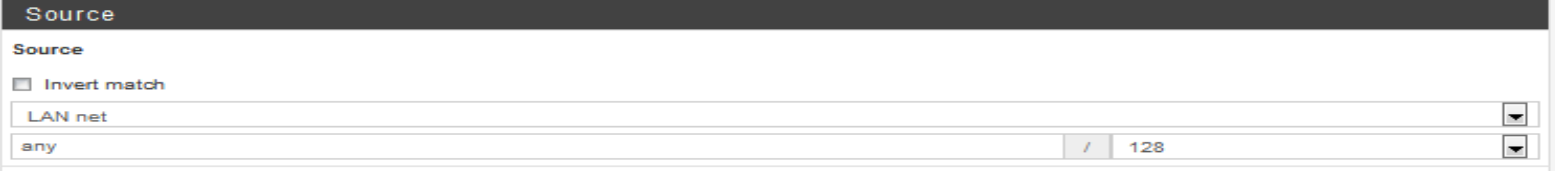 Source
Source
Invert match
LAN net
any / 128